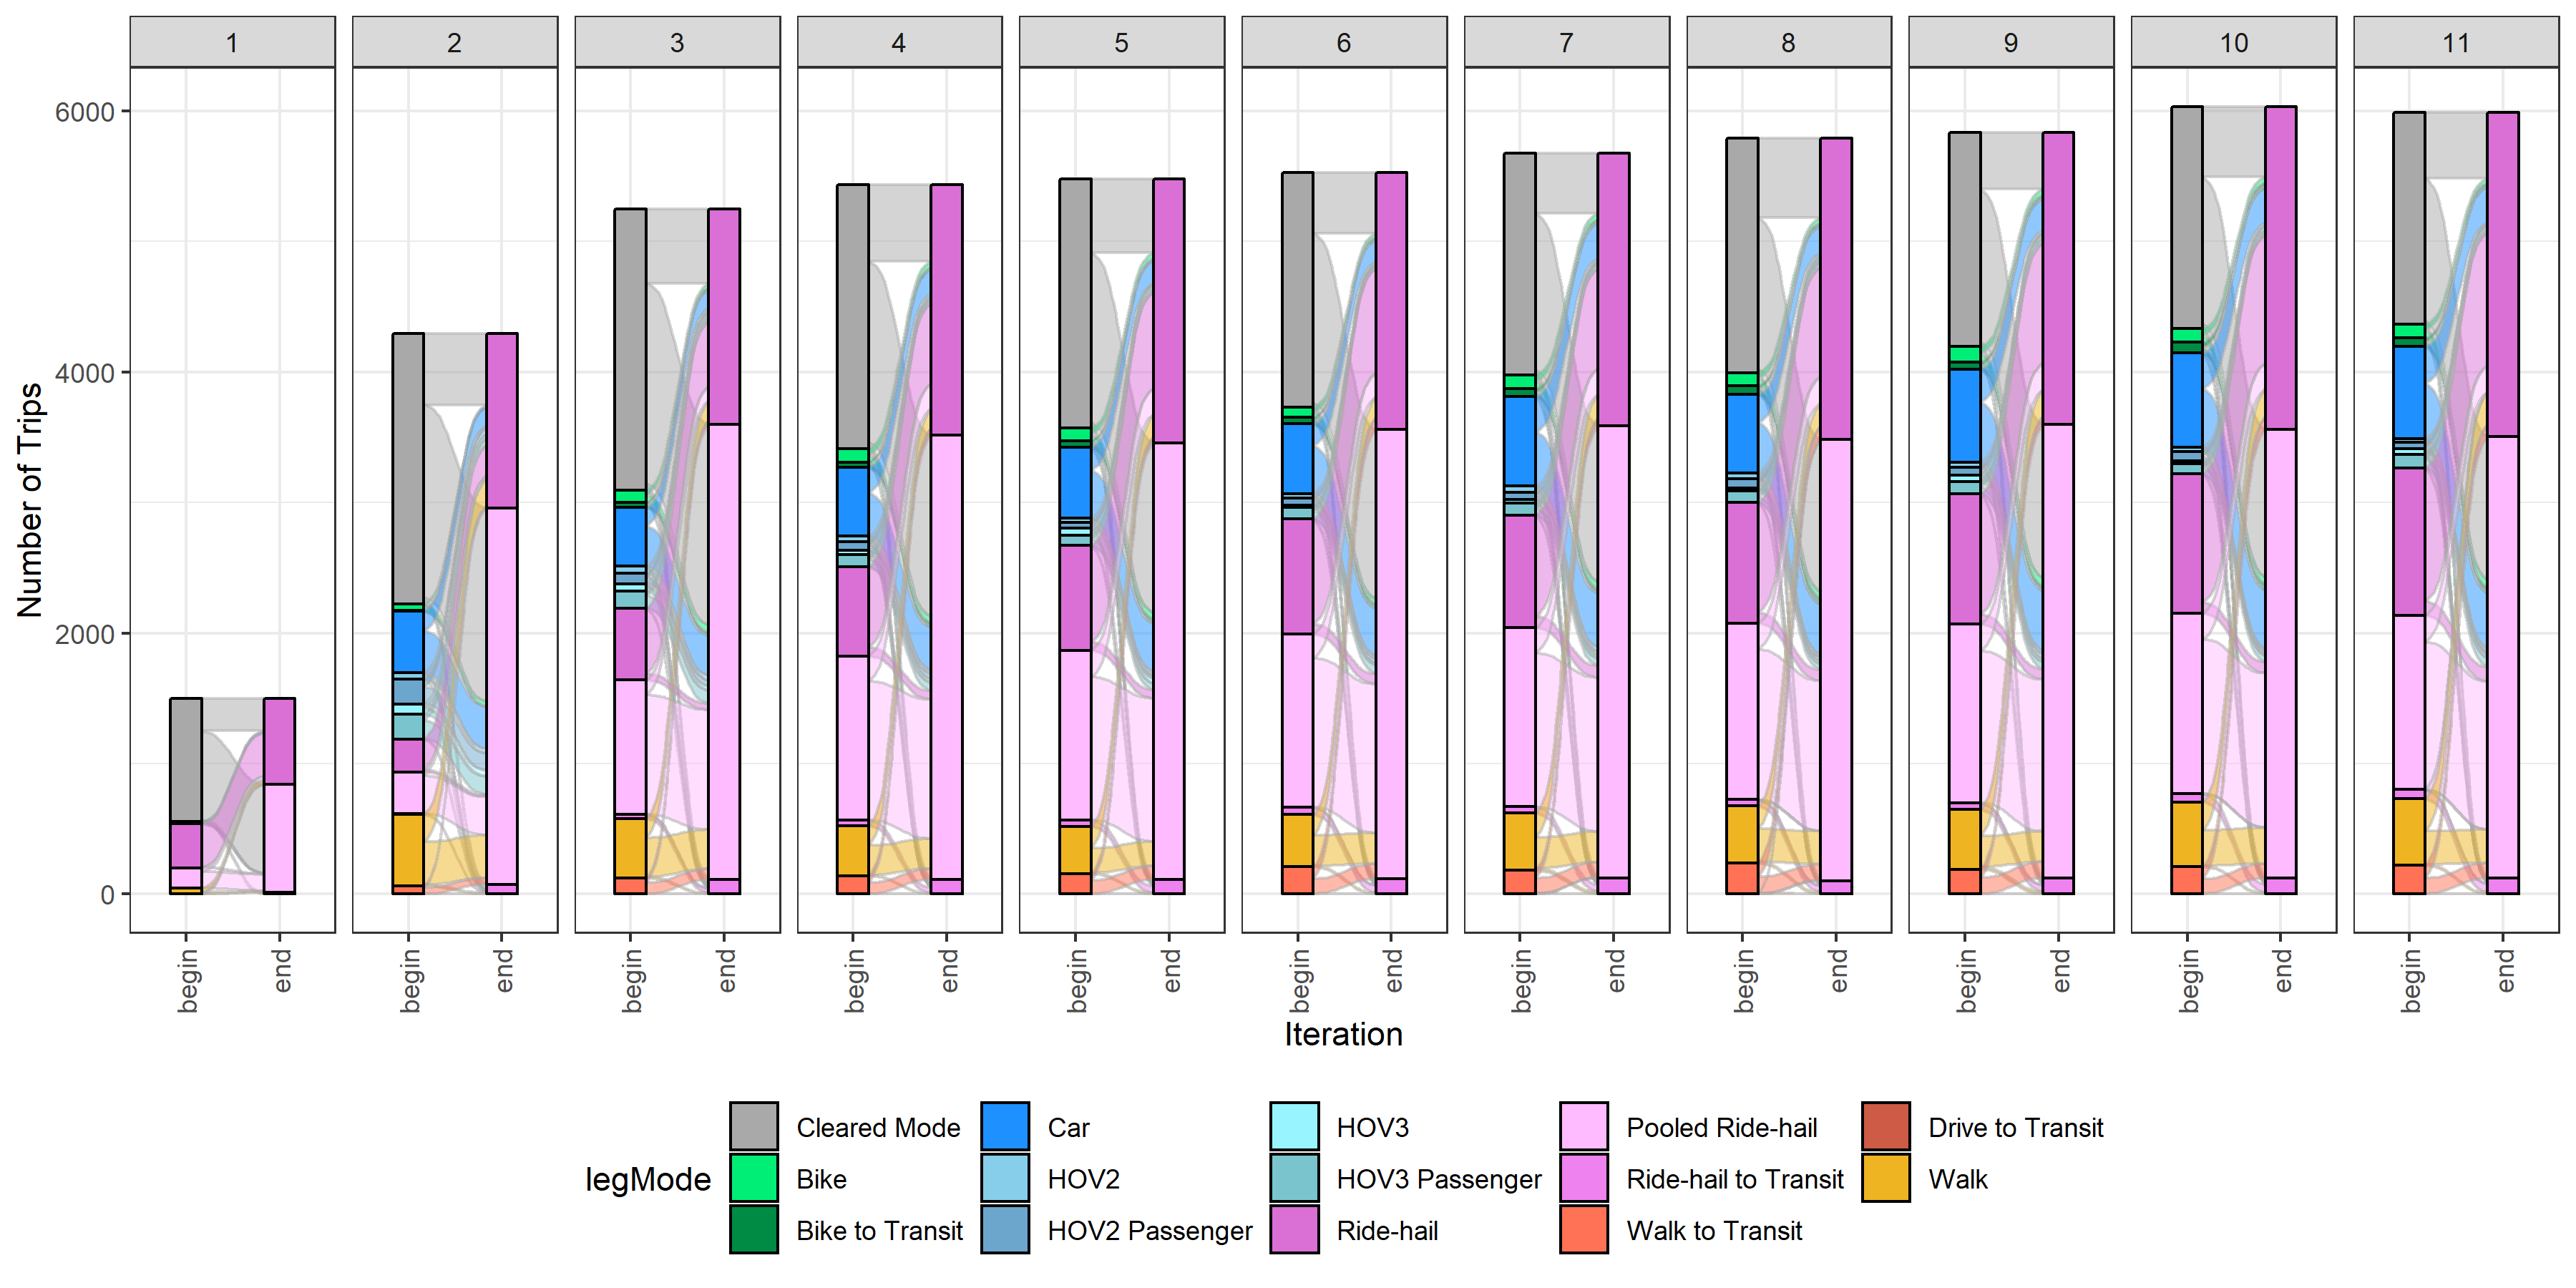 1 2 3 4 5 6 7 8 9 10 11
6000
4000
2000
0
Number of Trips
begin end begin end begin end begin end begin end begin end begin end begin end begin end begin end begin end
Iteration
legMode
Cleared Mode Car HOV3 Pooled Ride-hail Drive to Transit
Bike HOV2 HOV3 Passenger Ride-hail to Transit Walk
Bike to Transit HOV2 Passenger Ride-hail Walk to Transit